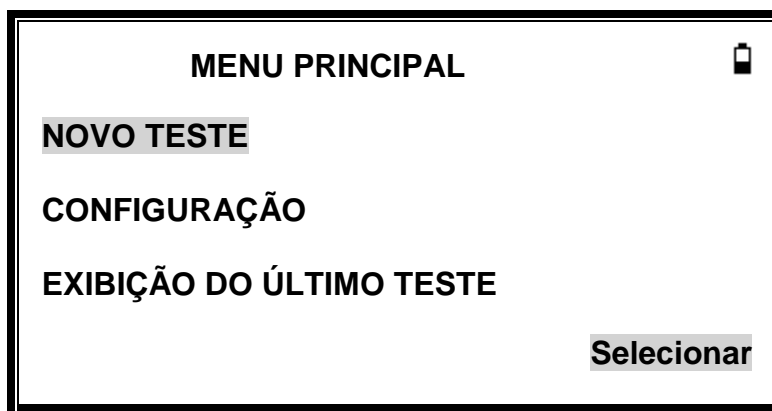 MENU PRINCIPAL
NOVO TESTE
CONFIGURAÇÃO
EXIBIÇÃO DO ÚLTIMO TESTE
Selecionar